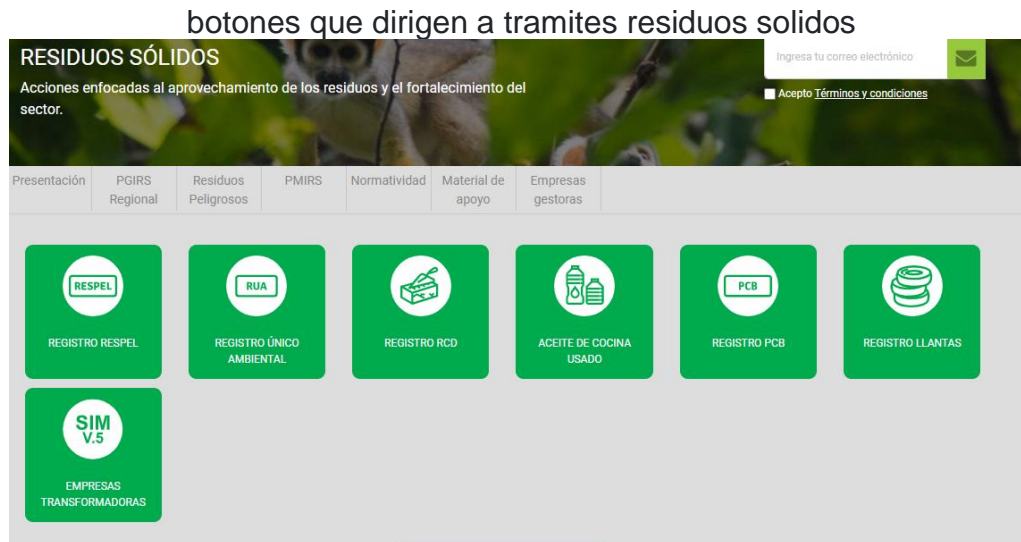 botones que dirigen a tramites residuos solidos
RESIDUOS SÓLIDOS
Acciones enfocadas al aprovechamiento de los residuos y el fortalecimiento del
sector.
Ingresa tu correo electrónico
Acepto Términos y condiciones
Presentación
PGIRS
Regional
Residuos
Peligrosos
PMIRS
Normatividad
Material de
apoyo
Empresas
gestoras
RESPEL
REGISTRO RESPEL
RUA
REGISTRO ÚNICO
AMBIENTAL
REGISTRO RCD
ACEITE DE COCINA
USADO
PCB
REGISTRO PCB
REGISTRO LLANTAS
SIM
V.5
EMPRESAS
TRANSFORMADORAS